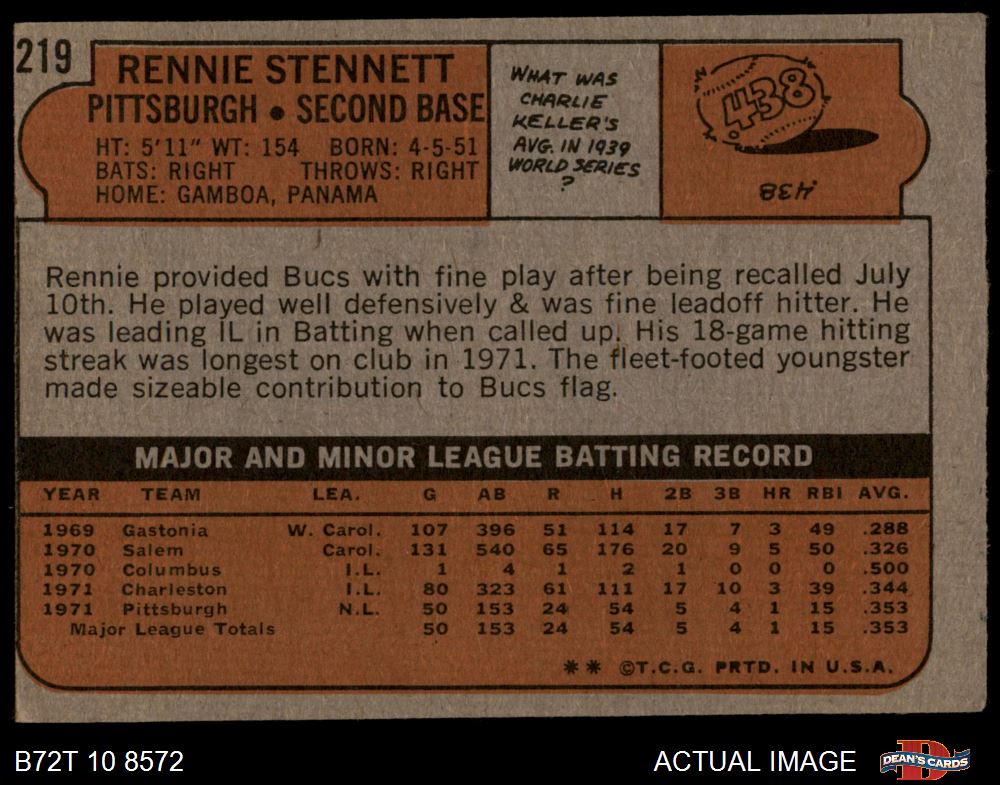 219
RENNIE STENNETT
PITTSBURGH • SECOND BASE
HT: 5'11" WT: 154 BORN: 4-5-51
BATS: RIGHT THROWS: RIGHT
HOME: GAMBOA, PANAMA
WHAT WAS
CHARLIE
KELLER'S
AVG. IN 1939
WORLD SERIES
?
.438
.438
Rennie provided Bucs with fine play after being recalled July
10th. He played well defensively & was fine leadoff hitter. He
was leading IL in Batting when called up. His 18-game hitting
streak was longest on club in 1971. The fleet-footed youngster
made sizeable contribution to Bucs flag.
MAJOR AND MINOR LEAGUE BATTING RECORD
YEAR TEAM LEA. G AB R H 2B 3B HR RBI AVG.
1969 Gastonia W. Carol. 107 396 51 114 17 7 3 49 .288
1970 Salem Carol. 131 540 65 176 20 9 5 50 .326
1970 Columbus I.L. 1 4 1 2 1 0 0 0 .500
1971 Charleston I.L. 80 323 61 111 17 10 3 39 .344
1971 Pittsburgh N.L. 50 153 24 54 5 4 1 15 .353
Major League Totals 50 153 24 54 5 4 1 15 .353
** ©T.C.G. PRTD. IN U.S.A.
B72T 10 8572
ACTUAL IMAGE
D
DEAN'S CARDS